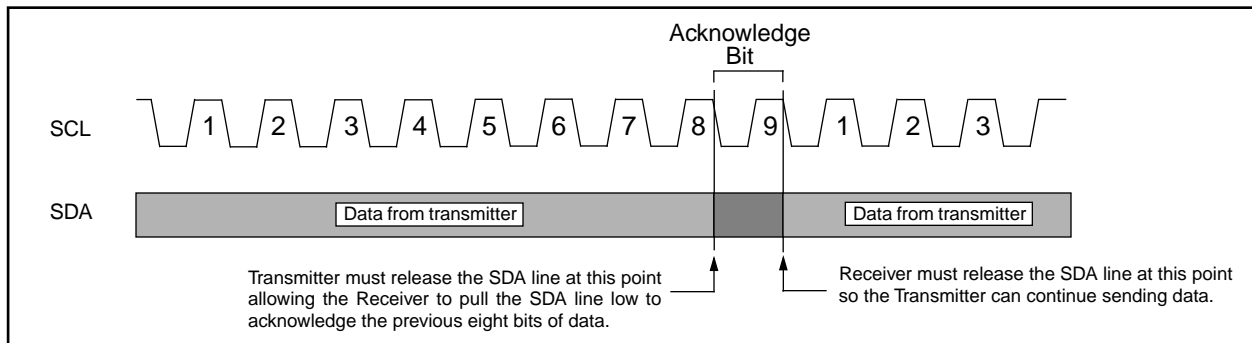 Acknowledge
Bit
SCL
1 2 3 4 5 6 7 8 9 1 2 3
SDA
Data from transmitter
Data from transmitter
Transmitter must release the SDA line at this point
allowing the Receiver to pull the SDA line low to
acknowledge the previous eight bits of data.
Receiver must release the SDA line at this point
so the Transmitter can continue sending data.